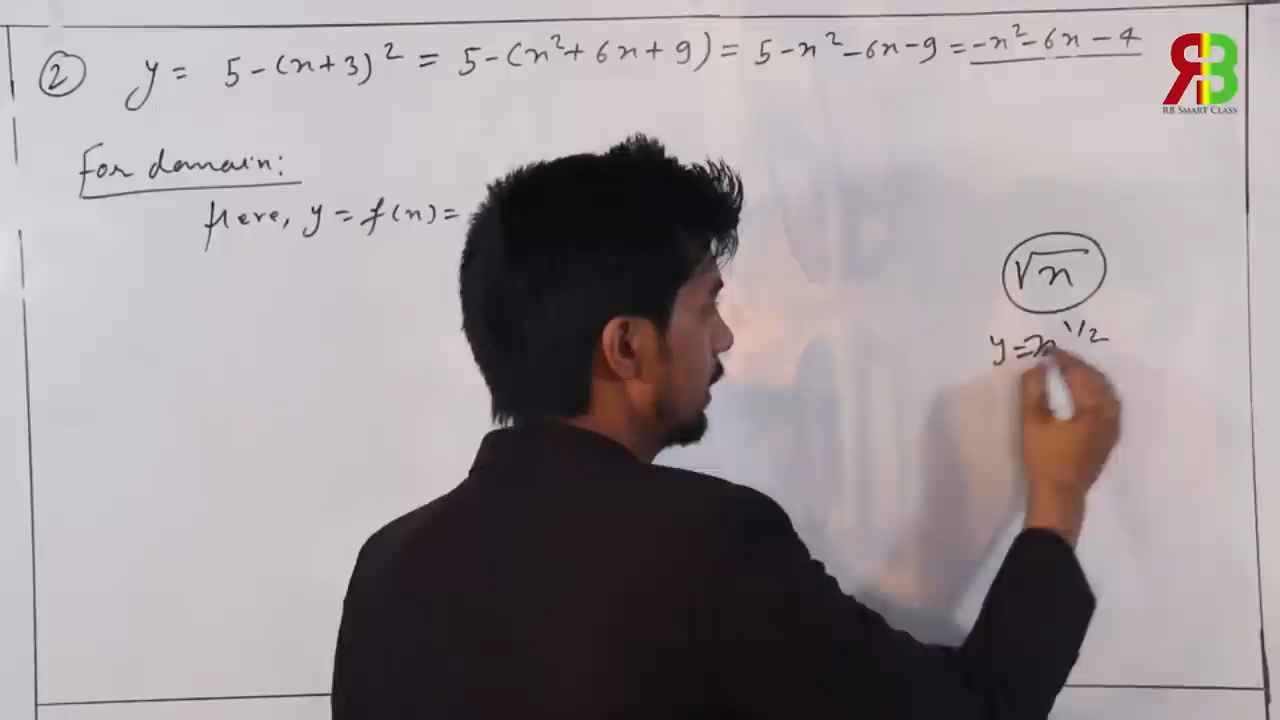 ② y = 5-(x+3)² = 5-(x²+6x+9) = 5-x²-6x-9 = -x²-6x-4
RB SMART CLASS
For domain:
Here, y = f(x) =
√x
y=x^1/2